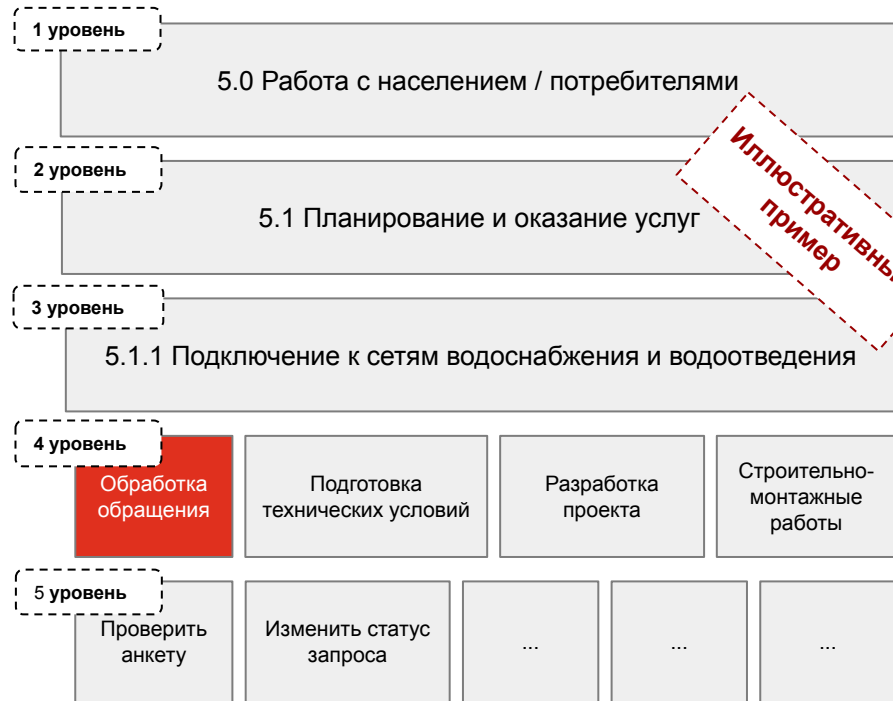 1 уровень
5.0 Работа с населением / потребителями
2 уровень
5.1 Планирование и оказание услуг
Иллюстративны
пример
3 уровень
5.1.1 Подключение к сетям водоснабжения и водоотведения
4 уровень
Обработка
обращения
Подготовка
технических условий
Разработка
проекта
Строительно-
монтажные
работы
5 уровень
Проверить
анкету
Изменить статус
запроса
...
...
...